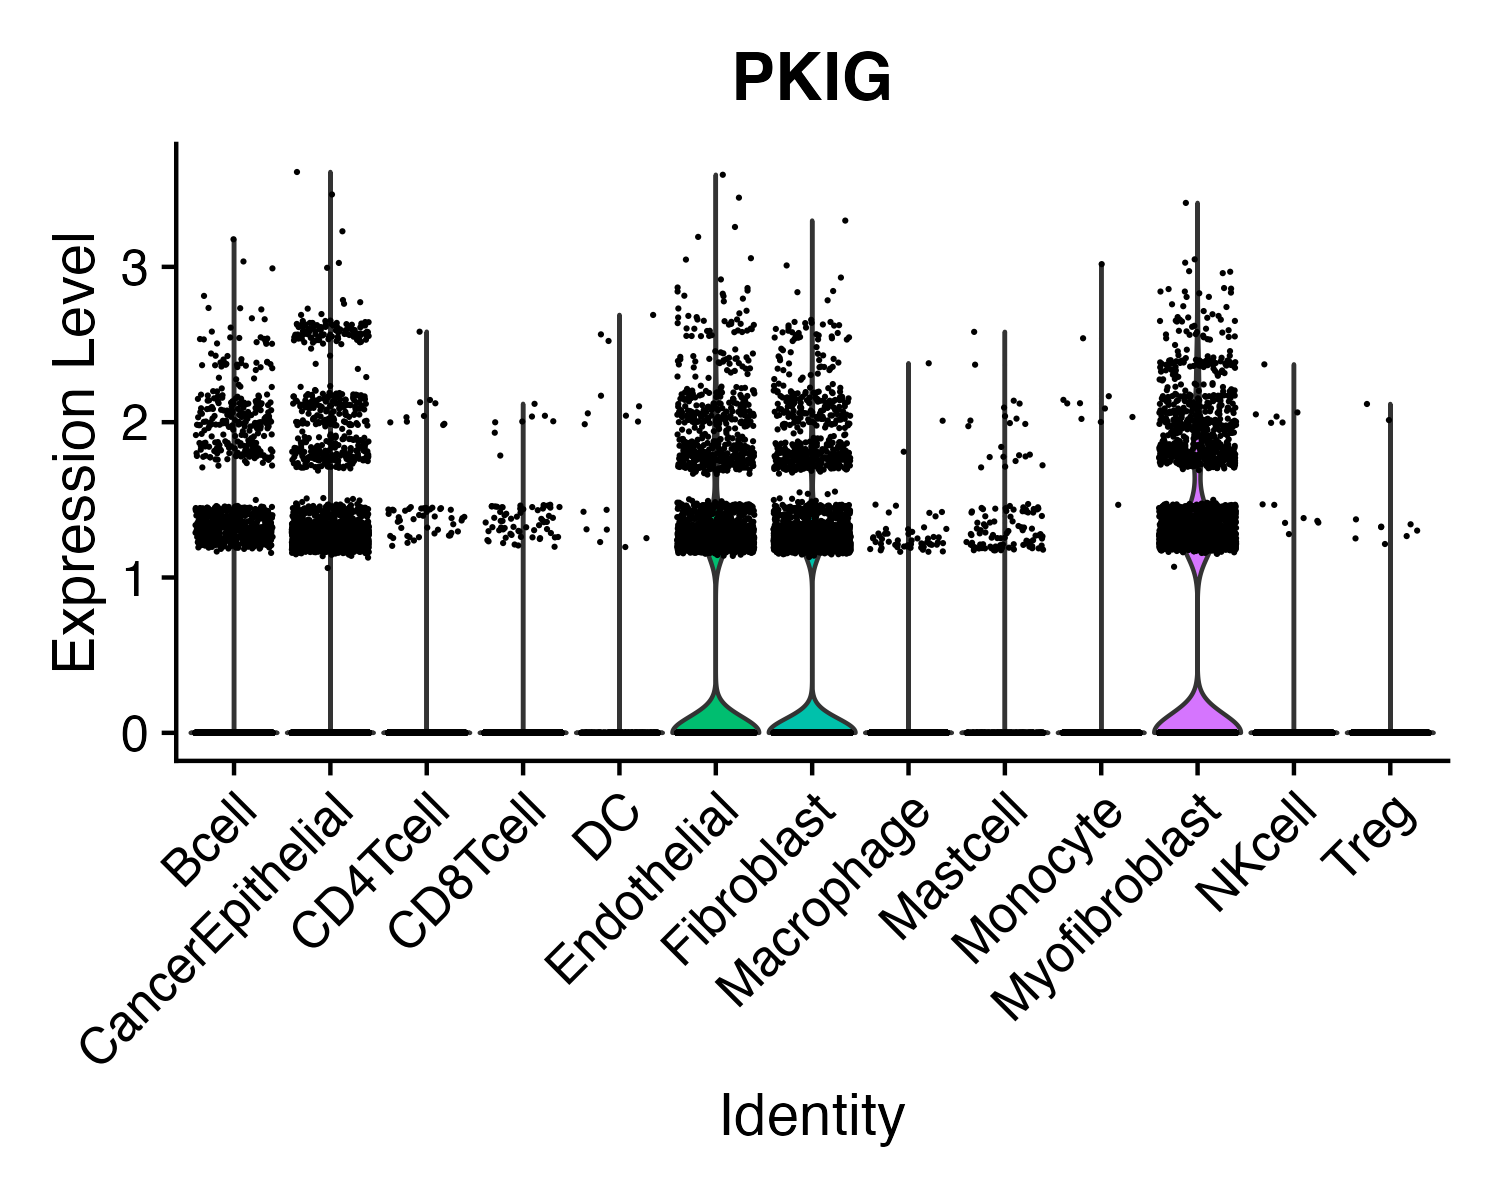 PKIG
Expression Level
3
2
1
0
Bcell
CancerEpithelial
CD4Tcell
CD8Tcell
DC
Endothelial
Fibroblast
Macrophage
Mastcell
Monocyte
Myofibroblast
NKcell
Treg
Identity